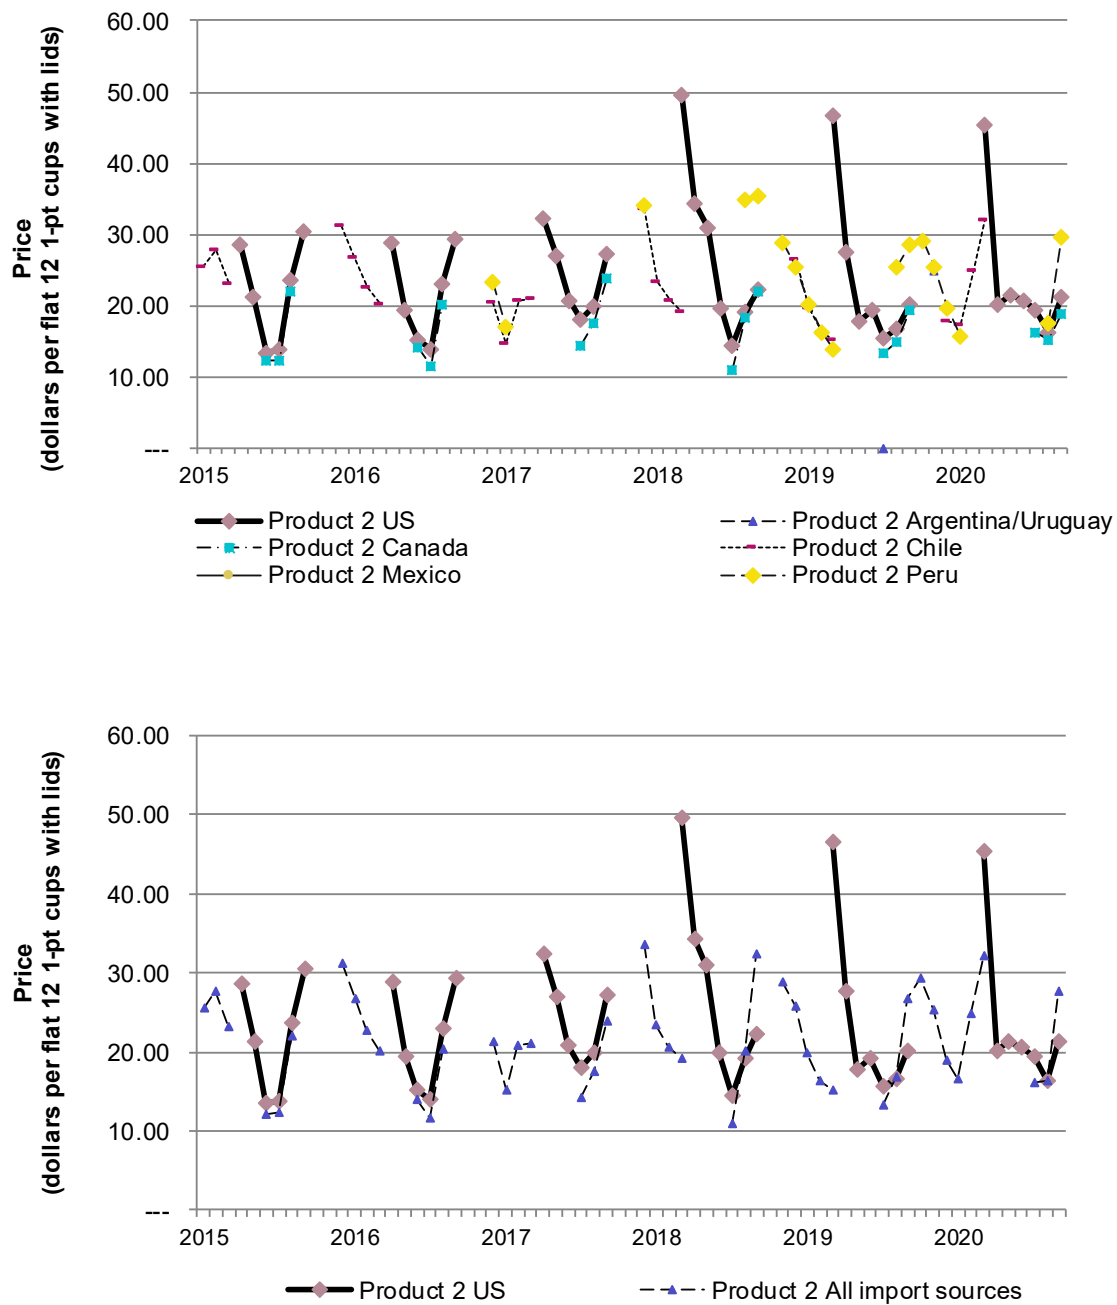 60.00
50.00
40.00
30.00
20.00
10.00
---
Price
(dollars per flat 12 1-pt cups with lids)
2015 2016 2017 2018 2019 2020
Product 2 US
Product 2 Argentina/Uruguay
Product 2 Canada
Product 2 Chile
Product 2 Mexico
Product 2 Peru
60.00
50.00
40.00
30.00
20.00
10.00
---
Price
(dollars per flat 12 1-pt cups with lids)
2015 2016 2017 2018 2019 2020
Product 2 US
Product 2 All import sources